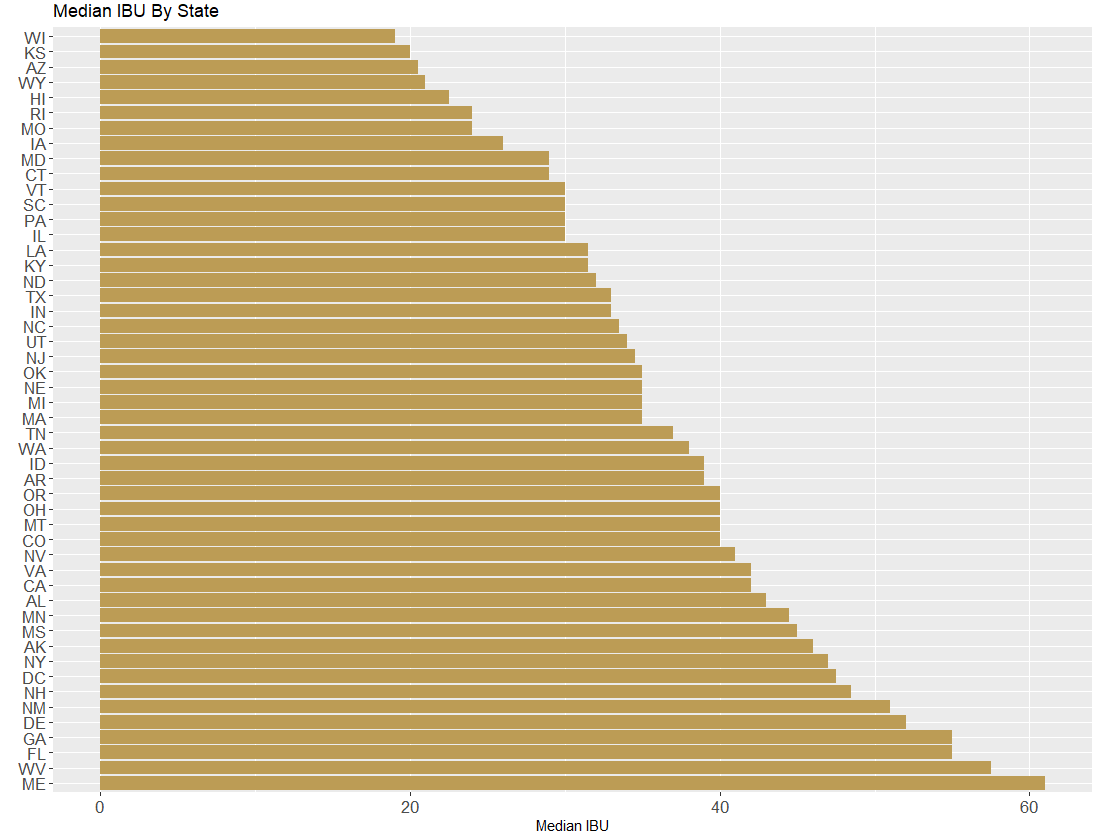 Median IBU By State
WI
KS
AZ
WY
HI
RI
MO
IA
MD
CT
VT
SC
PA
IL
LA
KY
ND
TX
IN
NC
UT
NJ
OK
NE
MI
MA
TN
WA
ID
AR
OR
OH
MT
CO
NV
VA
CA
AL
MN
MS
AK
NY
DC
NH
NM
DE
GA
FL
WV
ME
0 20 40 60
Median IBU